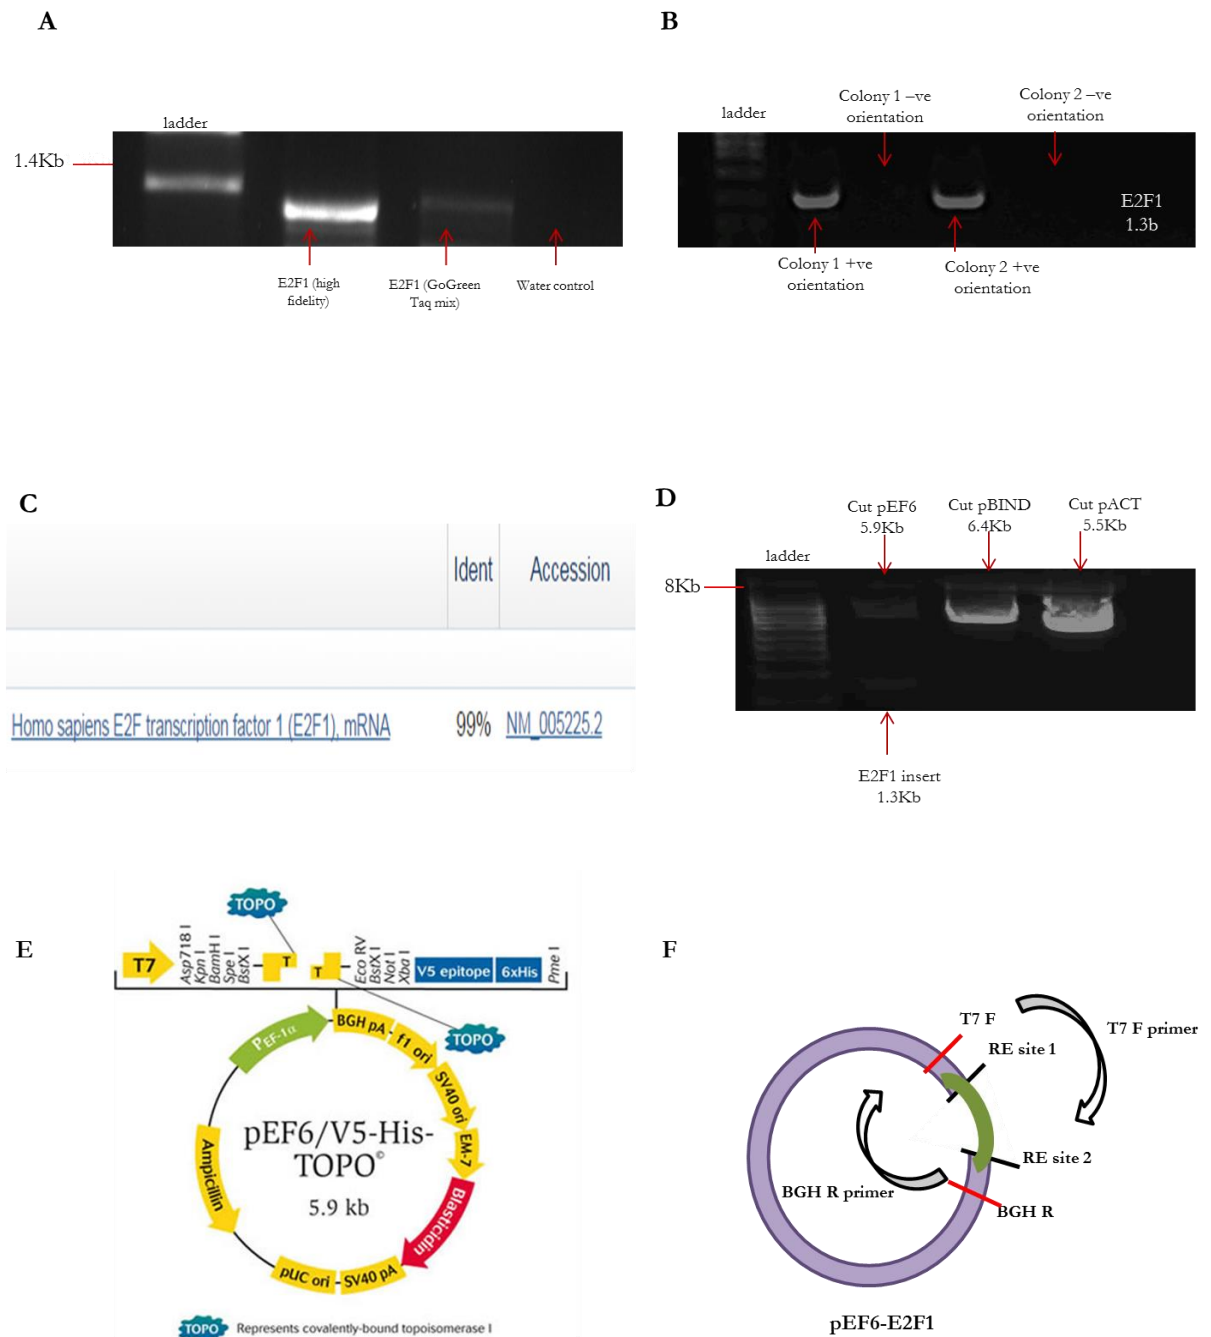 A
ladder
1.4Kb
E2F1 (high
fidelity)
E2F1 (GoGreen
Taq mix)
Water control
B
Colony 1 –ve
orientation
Colony 2 –ve
orientation
ladder
E2F1
1.3b
Colony 1 +ve
orientation
Colony 2 +ve
orientation
C
Ident
Accession
Homo sapiens E2F transcription factor 1 (E2F1), mRNA
99%
NM_005225.2
D
Cut pEF6
5.9Kb
Cut pBIND
6.4Kb
Cut pACT
5.5Kb
ladder
8Kb
E2F1 insert
1.3Kb
E
TOPO
T7
Asp718 I
Kpn I
BamH I
Spe I
BstX I
T
T
Eco RV
BstX I
Not I
Xba I
V5 epitope
6xHis
Pme I
TOPO
PEF-1α
BGH pA
f1 ori
SV40 ori
EM-7
Blasticidin
SV40 pA
pUC ori
Ampicillin
pEF6/V5-His-
TOPO©
5.9 kb
TOPO Represents covalently-bound topoisomerase I
F
T7 F
T7 F primer
RE site 1
RE site 2
BGH R primer
BGH R
pEF6-E2F1